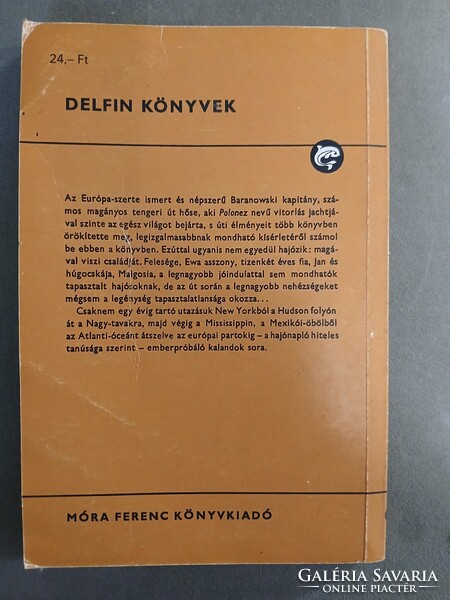 24,– Ft
DELFIN KÖNYVEK
Az Európa-szerte ismert és népszerű Baranowski kapitány, szá-
mos magányos tengeri út hőse, aki Polonez nevű vitorlás jachtjá-
val szinte az egész világot bejárta, s úti élményeit több könyvben
örökítette meg, legizgalmasabbnak mondható kísérletéről számol
be ebben a könyvben. Ezúttal ugyanis nem egyedül hajózik: magá-
val viszi családját. Felesége, Ewa asszony, tizenkét éves fia, Jan és
húgocskája, Malgosia, a legnagyobb jóindulattal sem mondhatók
tapasztalt hajósoknak, de az út során a legnagyobb nehézségeket
mégsem a legénység tapasztalatlansága okozza...
Csaknem egy évig tartó utazásuk New Yorkból a Hudson folyón
át a Nagy-tavakra, majd végig a Mississippin, a Mexikói-öbölből
az Atlanti-óceánt átszelve az európai partokig – a hajónapló hiteles
tanúsága szerint – emberpróbáló kalandok sora.
MÓRA FERENC KÖNYVKIADÓ
GALÉRIA SAVARIA
ONLINE PIACTÉR